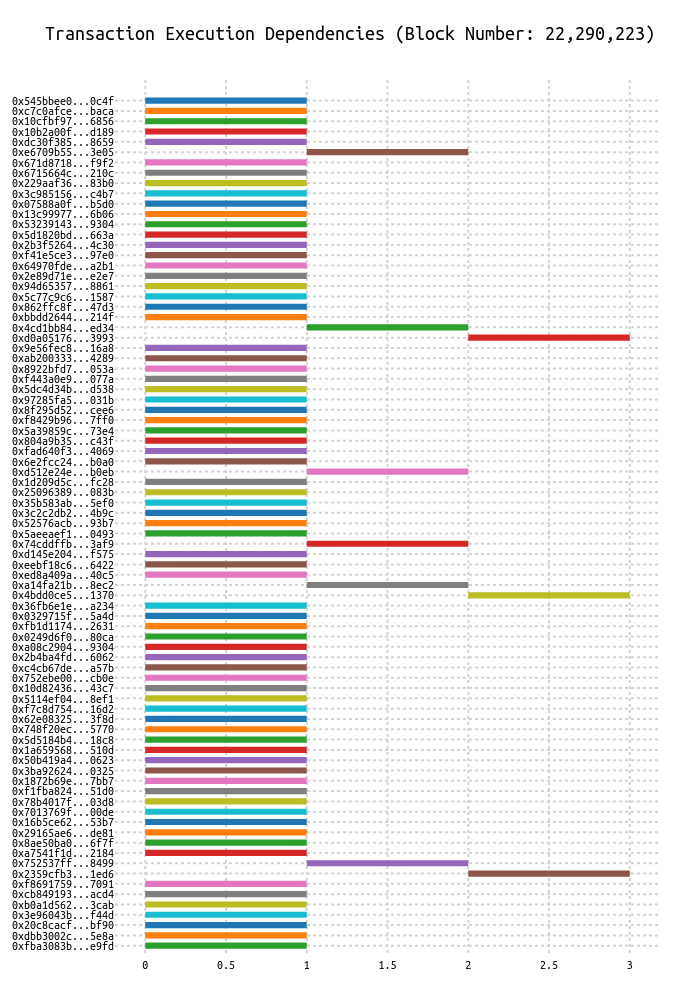 Transaction Execution Dependencies (Block Number: 22,290,223)
0x545bbee0...0c4f
0xc7c0afce...baca
0x10cfbf97...6856
0x10b2a00f...d189
0xdc30f385...8659
0xe6709b55...3e05
0x671d8718...f9f2
0x6715664c...210c
0x229aaf36...83b0
0x3c985156...c4b7
0x07588a0f...b5d0
0x13c99977...6b06
0x53239143...9304
0x5d1820bd...663a
0x2b3f5264...4c30
0xf41e5ce3...97e0
0x64970fde...a2b1
0x2e89d71e...e2e7
0x94d65357...8861
0x5c77c9c6...1587
0x862ffc8f...47d3
0xbbdd2644...214f
0x4cd1bb84...ed34
0xd0a05176...3993
0x9e56fec8...16a8
0xab200333...4289
0x8922bfd7...053a
0xf443a0e9...077a
0x5dc4d34b...d538
0x97285fa5...031b
0x8f295d52...cee6
0xf8429b96...7ff0
0x5a39859c...73e4
0x804a9b35...c43f
0xfad640f3...4069
0x6e2fcc24...b0a0
0xd512e24e...b0eb
0x1d209d5c...fc28
0x25096389...083b
0x35b583ab...5ef0
0x3c2c2db2...4b9c
0x52576acb...93b7
0x5aeeaef1...0493
0x74cddffb...3af9
0xd145e204...f575
0xeebf18c6...6422
0xed8a409a...40c5
0xa14fa21b...8ec2
0x4bdd0ce5...1370
0x36fb6e1e...a234
0x0329715f...5a4d
0xfb1d1174...2631
0x0249d6f0...80ca
0xa08c2904...9304
0x2b4ba4fd...6062
0xc4cb67de...a57b
0x752ebe00...cb0e
0x10d82436...43c7
0x5114ef04...8ef1
0xf7c8d754...16d2
0x62e08325...3f8d
0x748f20ec...5770
0x5d5184b4...18c8
0x1a659568...510d
0x50b419a4...0623
0x3ba92624...0325
0x1872b69e...7bb7
0xf1fba824...51d0
0x78b4017f...03d8
0x7013769f...00de
0x16b5ce62...53b7
0x29165ae6...de81
0x8ae50ba0...6f7f
0xa7541f1d...2184
0x752537ff...8499
0x2359cfb3...1ed6
0xf8691759...7091
0xcb849193...acd4
0xb0a1d562...3cab
0x3e96043b...f44d
0x20c8cacf...bf90
0xdbb3002c...5e8a
0xfba3083b...e9fd
0 0.5 1 1.5 2 2.5 3